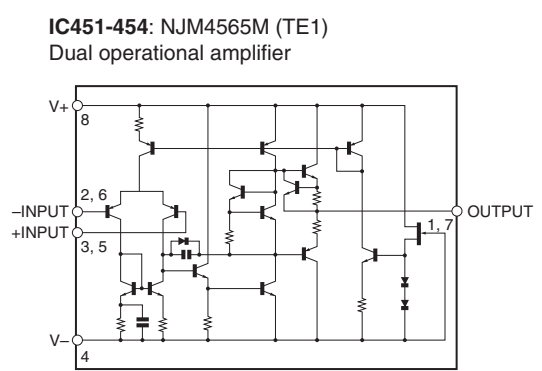 IC451-454: NJM4565M (TE1)
Dual operational amplifier
V+
8
2, 6
–INPUT
+INPUT
3, 5
OUTPUT
1, 7
V–
4